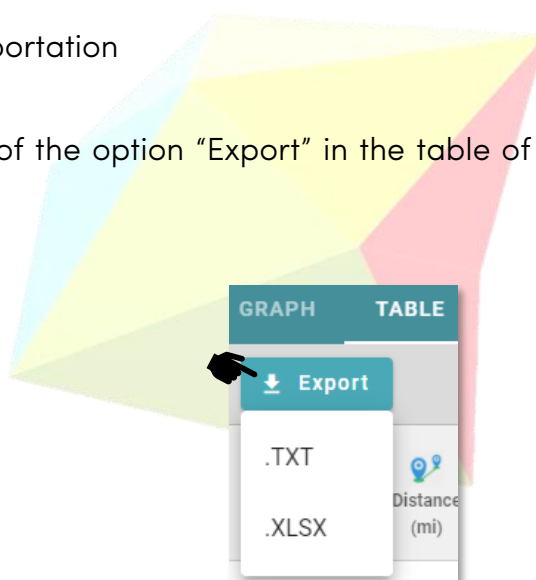 portation
of the option “Export” in the table of
GRAPH TABLE
Export
.TXT
Distance
(mi)
.XLSX